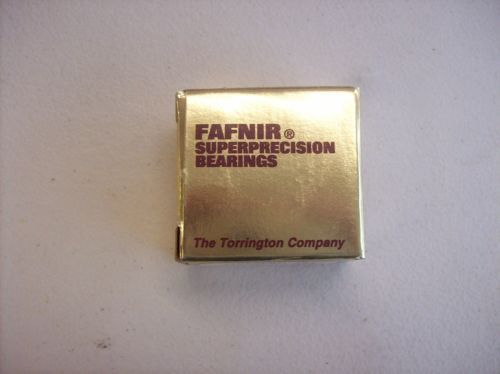 FAFNIR®
SUPERPRECISION
BEARINGS
The Torrington Company